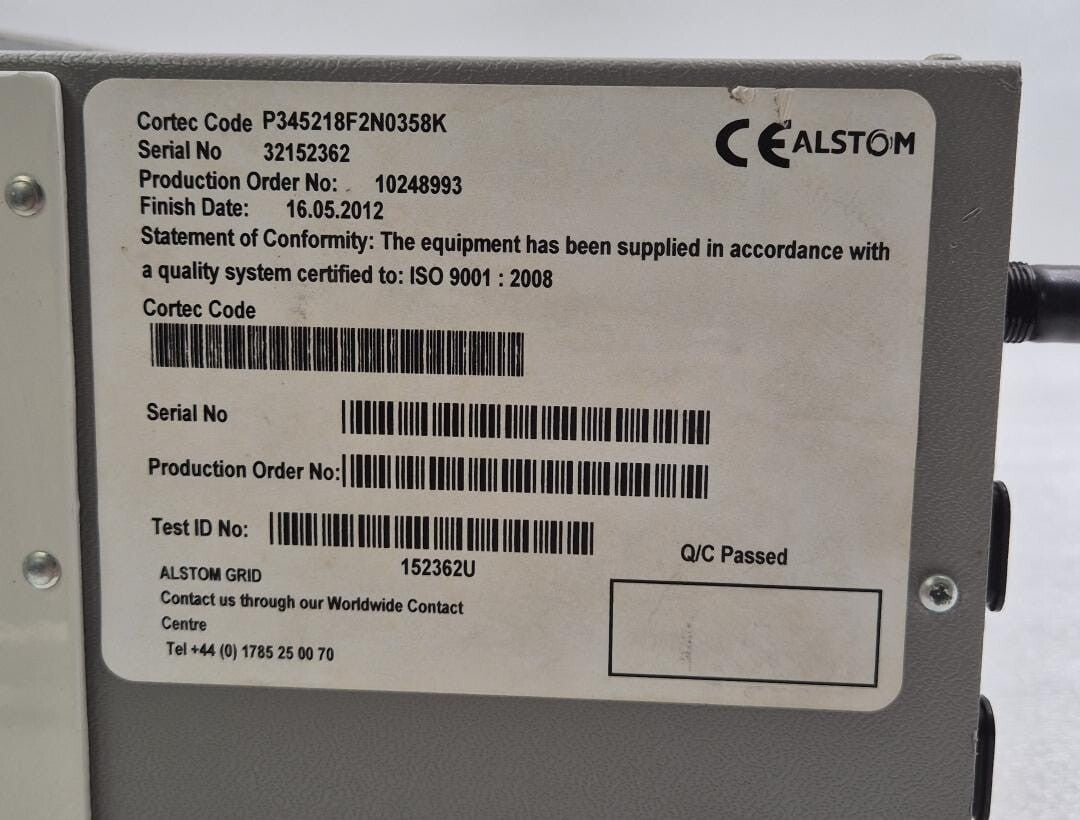 Cortec Code P345218F2N0358K
CE ALSTOM
Serial No 32152362
Production Order No: 10248993
Finish Date: 16.05.2012
Statement of Conformity: The equipment has been supplied in accordance with
a quality system certified to: ISO 9001 : 2008
Cortec Code
Serial No
Production Order No:
Test ID No:
152362U
Q/C Passed
ALSTOM GRID
Contact us through our Worldwide Contact
Centre
Tel +44 (0) 1785 25 00 70